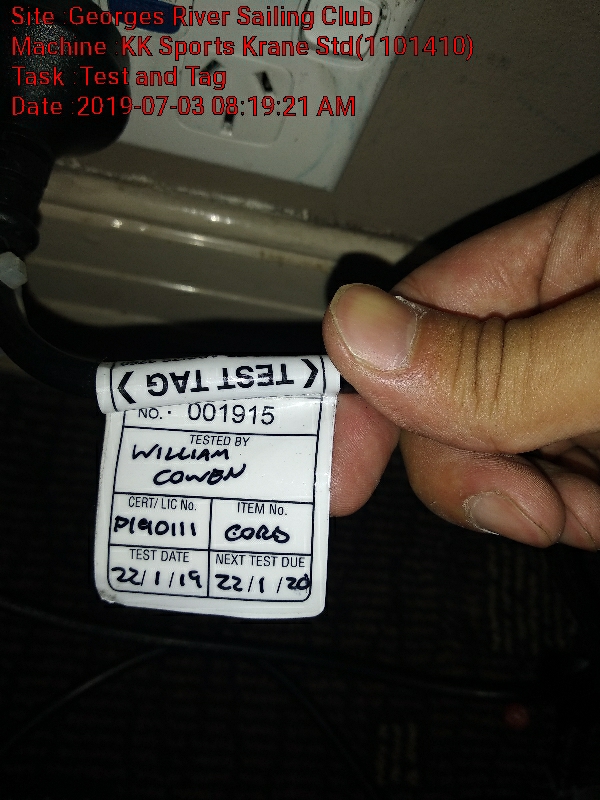 Site :Georges River Sailing Club
Machine :KK Sports Krane Std(1101410)
Task :Test and Tag
Date :2019-07-03 08:19:21 AM
< TEST TAG >
NO. 001915
TESTED BY
WILLIAM
COWEN
CERT/ LIC No. ITEM No.
P190111 CORD
TEST DATE NEXT TEST DUE
22/1/19 22/1/20